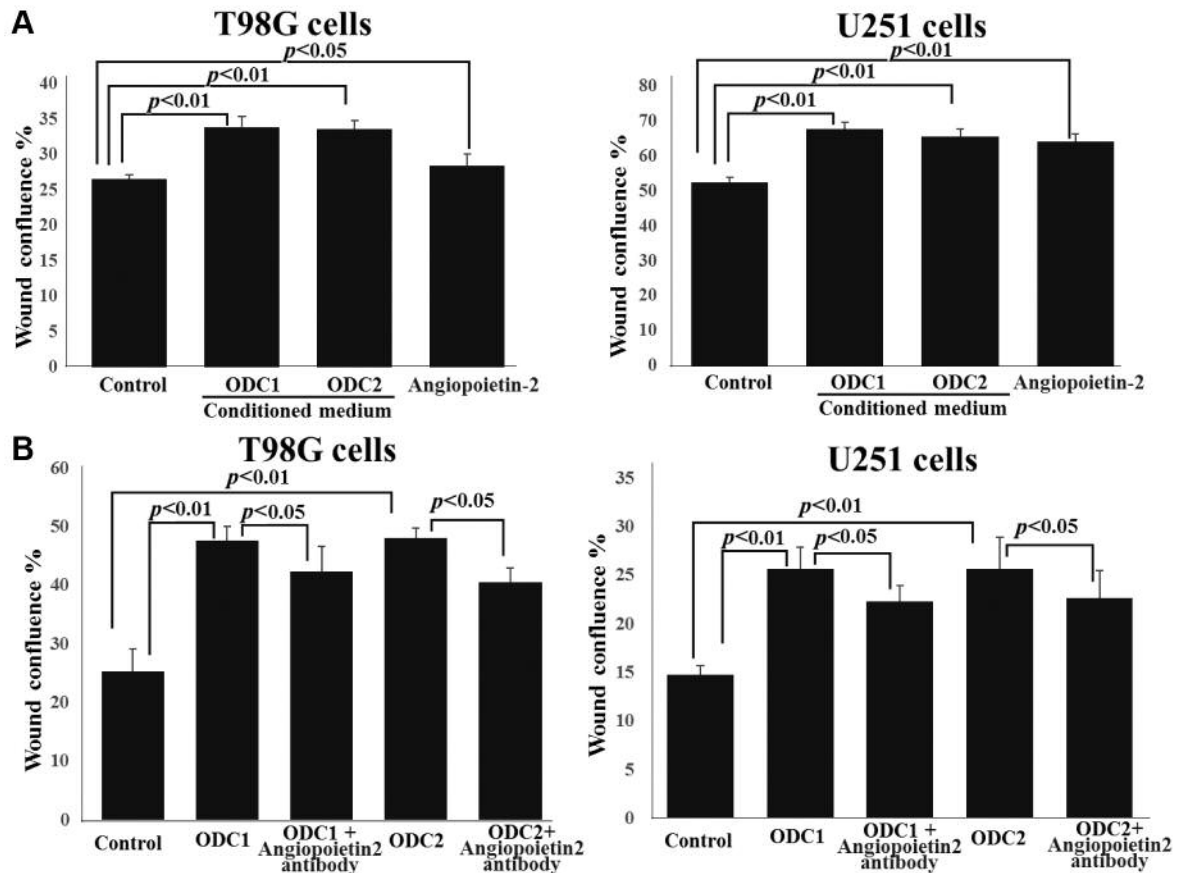 A
T98G cells
p<0.05
p<0.01
p<0.01
Wound confluence %
40
35
30
25
20
15
10
5
0
Control
ODC1
ODC2
Angiopoietin-2
Conditioned medium
U251 cells
p<0.01
p<0.01
p<0.01
Wound confluence %
80
70
60
50
40
30
20
10
0
Control
ODC1
ODC2
Angiopoietin-2
Conditioned medium
B
T98G cells
p<0.01
p<0.01
p<0.05
p<0.05
Wound confluence %
60
50
40
30
20
10
0
Control
ODC1
ODC1 +
Angiopoietin2
antibody
ODC2
ODC2+
Angiopoietin2
antibody
U251 cells
p<0.01
p<0.01
p<0.05
p<0.05
Wound confluence %
35
30
25
20
15
10
5
0
Control
ODC1
ODC1 +
Angiopoietin2
antibody
ODC2
ODC2+
Angiopoietin2
antibody